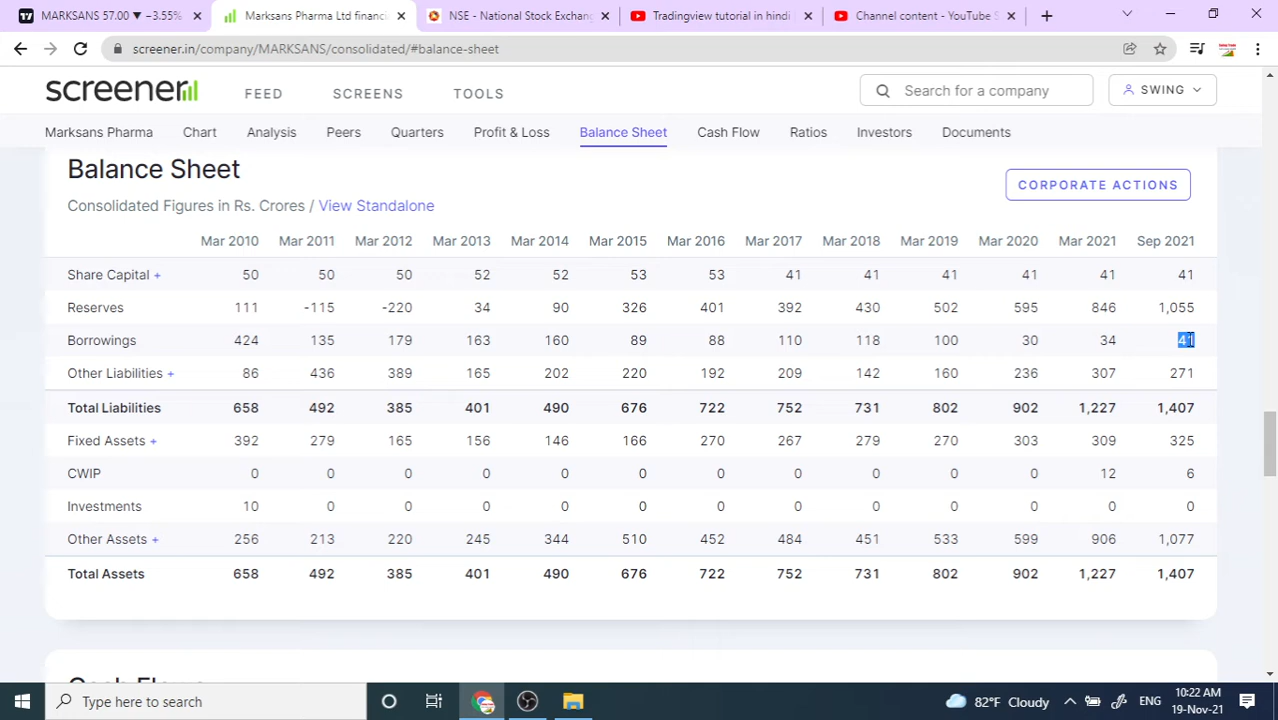 MARKSANS 57.00 ▼ −3.55%
Marksans Pharma Ltd financi
NSE - National Stock Exchan
Tradingview tutorial in hindi
Channel content - YouTube S
screener.in/company/MARKSANS/consolidated/#balance-sheet
screener FEED SCREENS TOOLS Search for a company SWING
Marksans Pharma Chart Analysis Peers Quarters Profit & Loss Balance Sheet Cash Flow Ratios Investors Documents
Balance Sheet
CORPORATE ACTIONS
Consolidated Figures in Rs. Crores / View Standalone
Mar 2010 Mar 2011 Mar 2012 Mar 2013 Mar 2014 Mar 2015 Mar 2016 Mar 2017 Mar 2018 Mar 2019 Mar 2020 Mar 2021 Sep 2021
Share Capital + 50 50 50 52 52 53 53 41 41 41 41 41 41
Reserves 111 -115 -220 34 90 326 401 392 430 502 595 846 1,055
Borrowings 424 135 179 163 160 89 88 110 118 100 30 34 41
Other Liabilities + 86 436 389 165 202 220 192 209 142 160 236 307 271
Total Liabilities 658 492 385 401 490 676 722 752 731 802 902 1,227 1,407
Fixed Assets + 392 279 165 156 146 166 270 267 279 270 303 309 325
CWIP 0 0 0 0 0 0 0 0 0 0 0 12 6
Investments 10 0 0 0 0 0 0 0 0 0 0 0 0
Other Assets + 256 213 220 245 344 510 452 484 451 533 599 906 1,077
Total Assets 658 492 385 401 490 676 722 752 731 802 902 1,227 1,407
Cash Flows
Type here to search
82°F Cloudy
ENG
10:22 AM
19-Nov-21